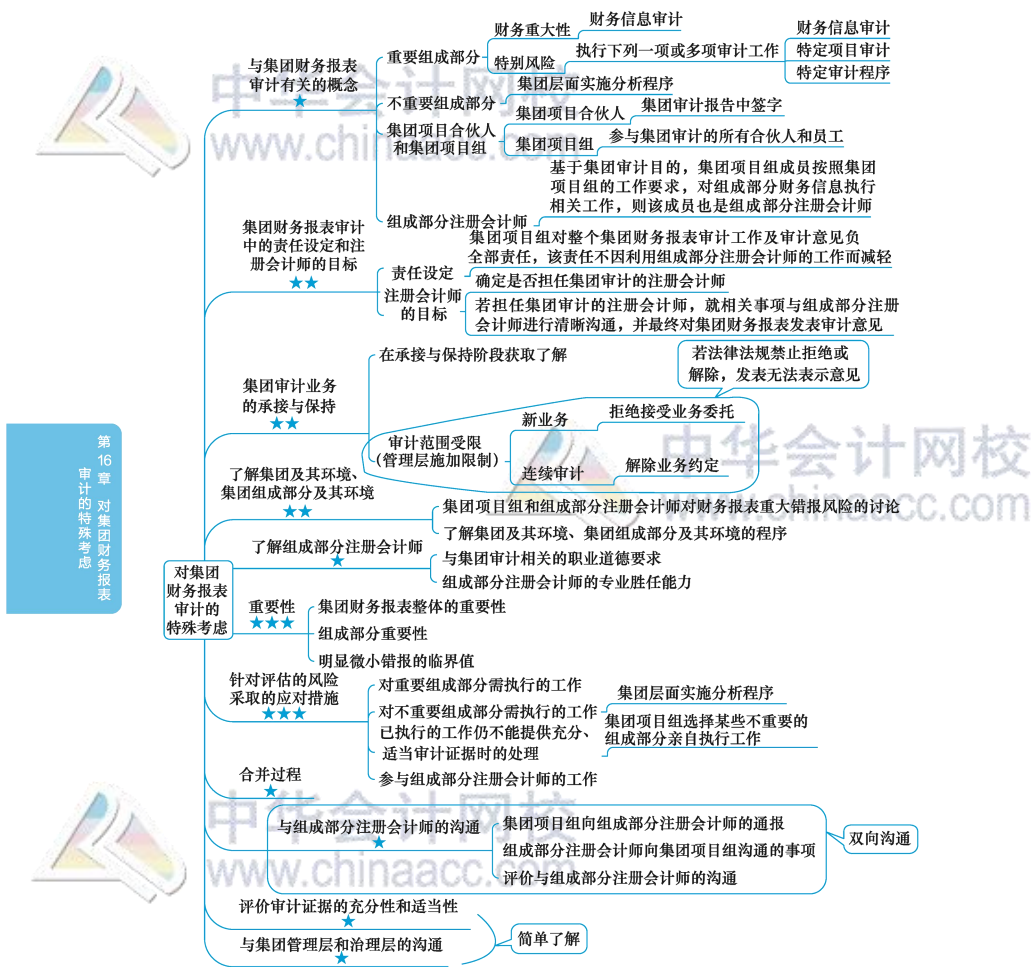 第16章 对集团财务报表
审计的特殊考虑
对集团
财务报表
审计的
特殊考虑
与集团财务报表
审计有关的概念
★
重要组成部分
财务重大性
财务信息审计
特别风险
执行下列一项或多项审计工作
财务信息审计
特定项目审计
特定审计程序
不重要组成部分
集团层面实施分析程序
集团项目合伙人
和集团项目组
集团项目合伙人
集团审计报告中签字
集团项目组
参与集团审计的所有合伙人和员工
组成部分注册会计师
基于集团审计目的，集团项目组成员按照集团
项目组的工作要求，对组成部分财务信息执行
相关工作，则该成员也是组成部分注册会计师
集团财务报表审计
中的责任设定和注
册会计师的目标
★★
责任设定
集团项目组对整个集团财务报表审计工作及审计意见负
全部责任，该责任不因利用组成部分注册会计师的工作而减轻
注册会计师
的目标
确定是否担任集团审计的注册会计师
若担任集团审计的注册会计师，就相关事项与组成部分注册
会计师进行清晰沟通，并最终对集团财务报表发表审计意见
集团审计业务
的承接与保持
★★
在承接与保持阶段获取了解
审计范围受限
（管理层施加限制）
新业务
拒绝接受业务委托
连续审计
解除业务约定
若法律法规禁止拒绝或
解除，发表无法表示意见
了解集团及其环境、
集团组成部分及其环境
★★
集团项目组和组成部分注册会计师对财务报表重大错报风险的讨论
了解集团及其环境、集团组成部分及其环境的程序
了解组成部分注册会计师
★
与集团审计相关的职业道德要求
组成部分注册会计师的专业胜任能力
重要性
★★★
集团财务报表整体的重要性
组成部分重要性
明显微小错报的临界值
针对评估的风险
采取的应对措施
★★★
对重要组成部分需执行的工作
对不重要组成部分需执行的工作
集团层面实施分析程序
已执行的工作仍不能提供充分、
适当审计证据时的处理
集团项目组选择某些不重要的
组成部分亲自执行工作
参与组成部分注册会计师的工作
合并过程
★
与组成部分注册会计师的沟通
★
集团项目组向组成部分注册会计师的通报
组成部分注册会计师向集团项目组沟通的事项
评价与组成部分注册会计师的沟通
双向沟通
评价审计证据的充分性和适当性
★
与集团管理层和治理层的沟通
★
简单了解
中华会计网校
www.chinaacc.com
中华会计网校
www.chinaacc.com
中华会计网校
www.chinaacc.com